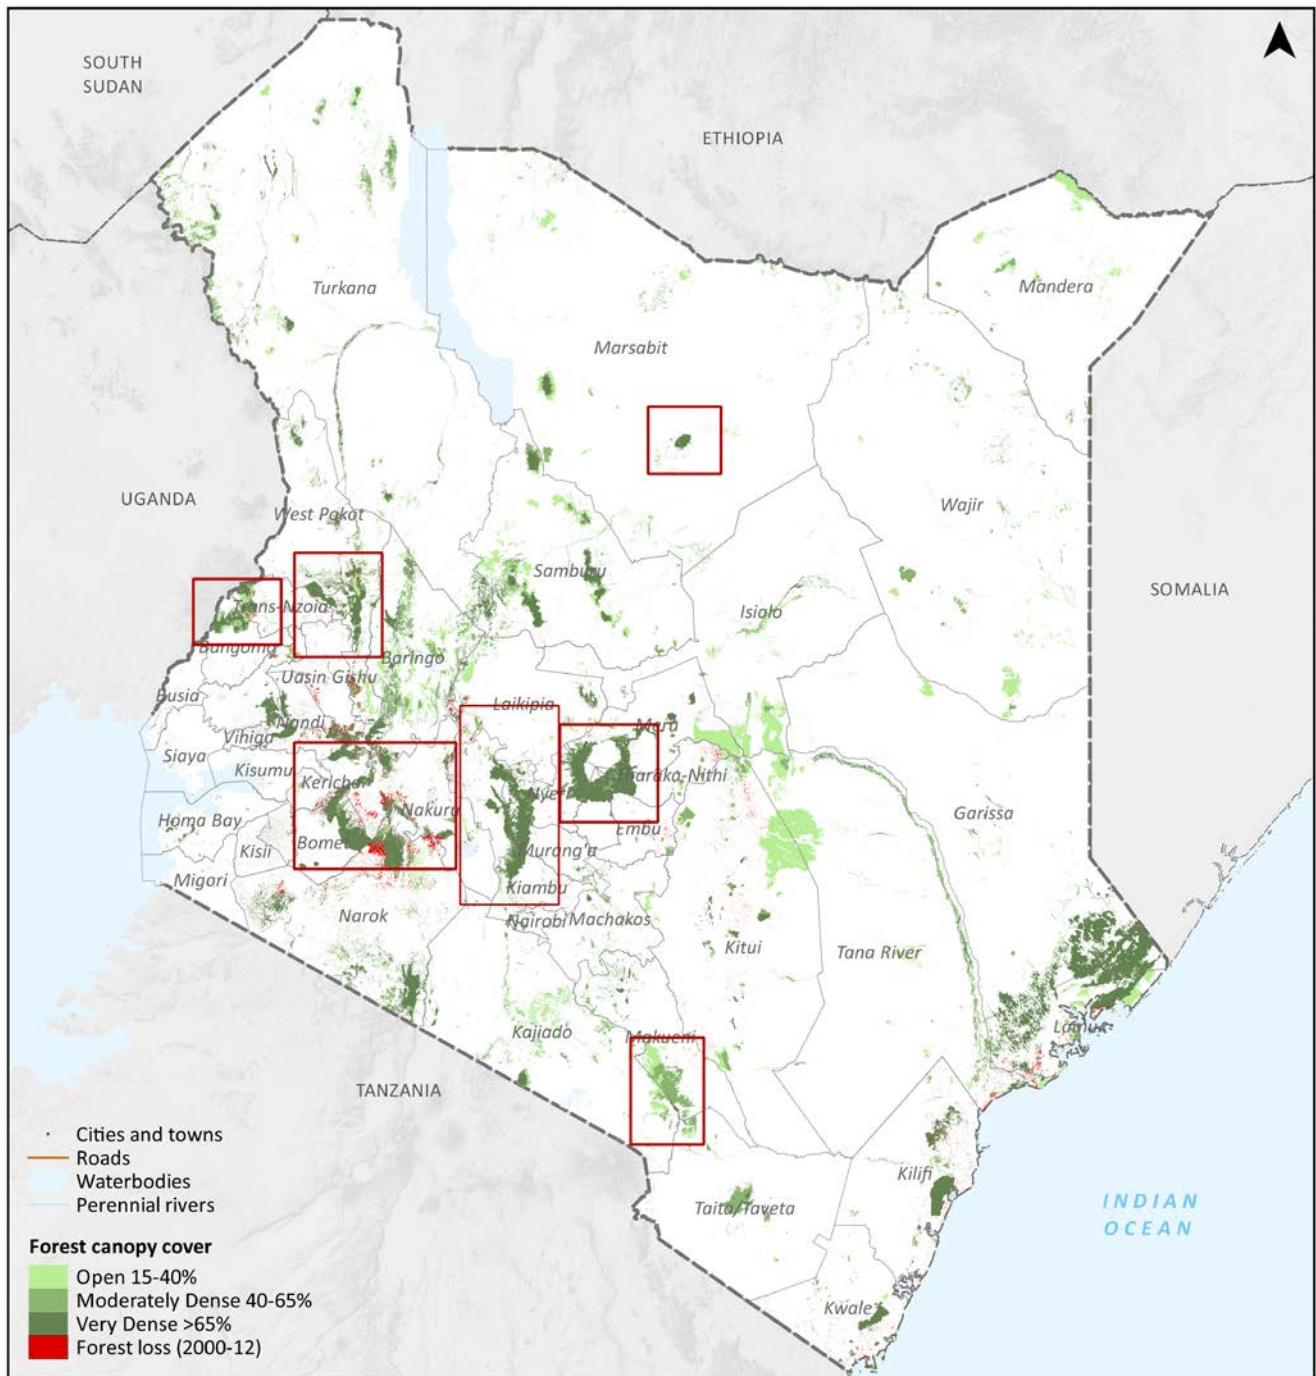 SOUTH
SUDAN
ETHIOPIA
Turkana
Mandera
Marsabit
UGANDA
West Pokot
Wajir
Samburu
SOMALIA
Trans-Nzoia
Isiolo
Bungoma
Baringo
Uasin Gishu
Busia
Laikipia
Nandi
Meru
Vihiga
Siaya
Kisumu
Kericho
Tharaka-Nithi
Nyeri
Nakuru
Homa Bay
Garissa
Embu
Kisii
Bomet
Murang'a
Migori
Kiambu
Narok
Nairobi
Machakos
Kitui
Tana River
Lamu
Kajiado
Makueni
TANZANIA
Kilifi
Taita/Taveta
INDIAN
OCEAN
Kwale
Cities and towns
Roads
Waterbodies
Perennial rivers
Forest canopy cover
Open 15-40%
Moderately Dense 40-65%
Very Dense >65%
Forest loss (2000-12)